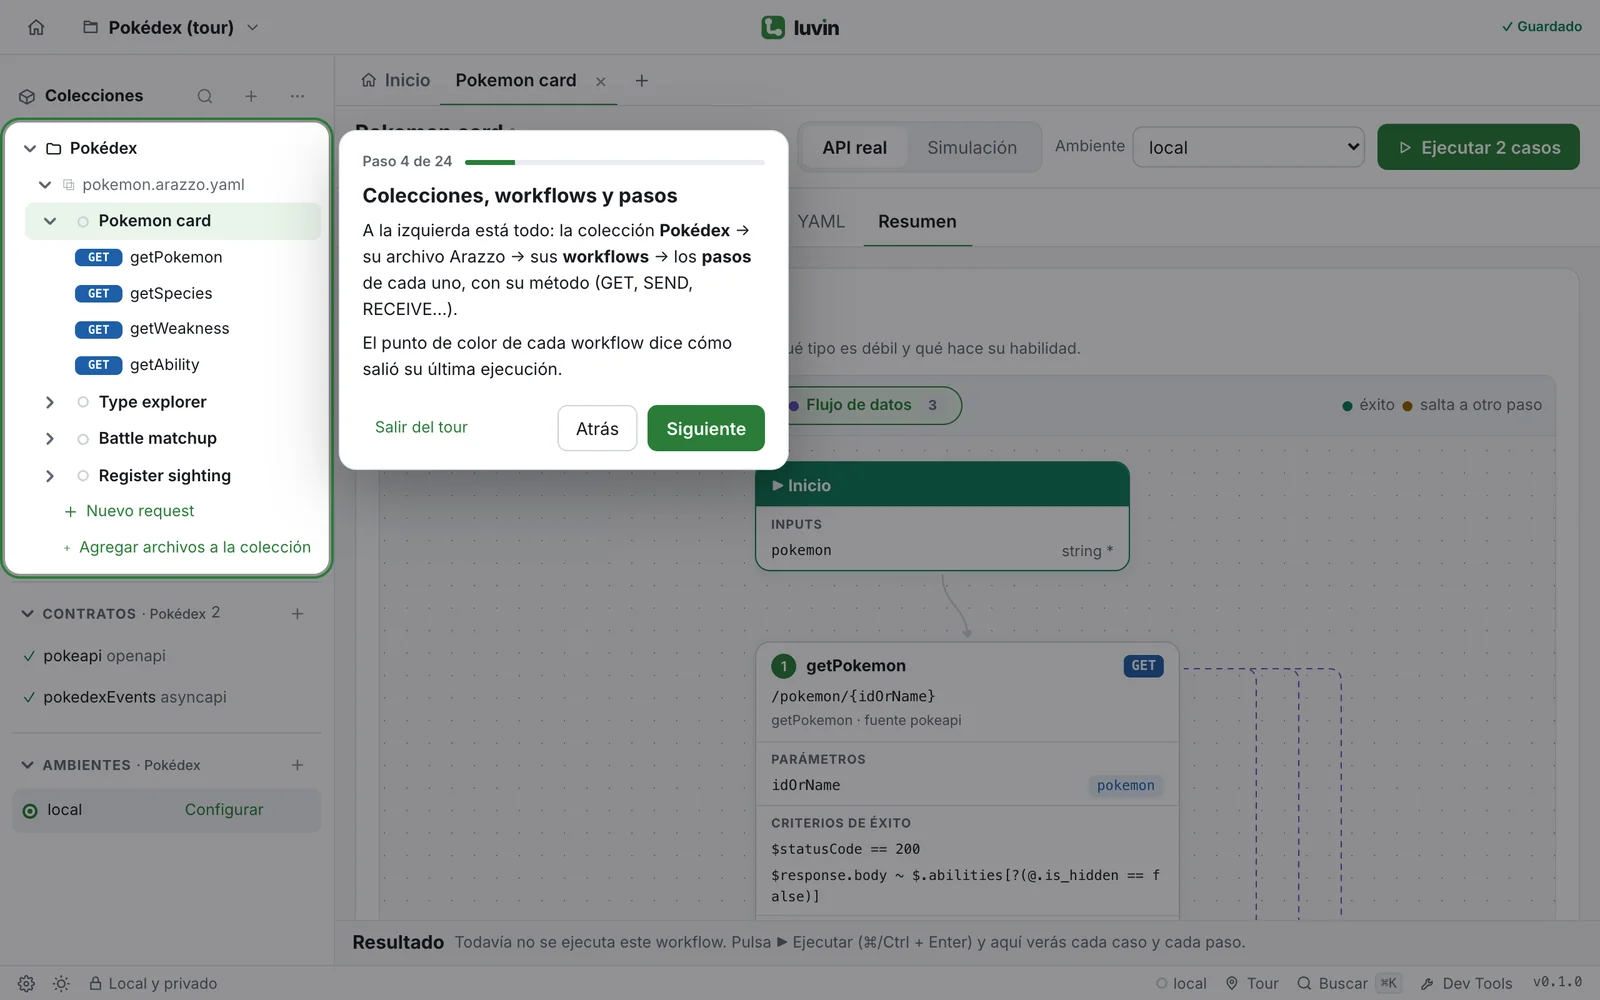 Pokédex (tour)
luvin
Guardado
Colecciones
Inicio
Pokemon card
Pokédex
pokemon.arazzo.yaml
Pokemon card
GET getPokemon
GET getSpecies
GET getWeakness
GET getAbility
Type explorer
Battle matchup
Register sighting
+ Nuevo request
+ Agregar archivos a la colección
CONTRATOS · Pokédex 2
pokeapi openapi
pokedexEvents asyncapi
AMBIENTES · Pokédex
local Configurar
Paso 4 de 24
Colecciones, workflows y pasos
A la izquierda está todo: la colección Pokédex →
su archivo Arazzo → sus workflows → los pasos
de cada uno, con su método (GET, SEND,
RECEIVE...).
El punto de color de cada workflow dice cómo
salió su última ejecución.
Salir del tour
Atrás
Siguiente
API real
Simulación
Ambiente
local
Ejecutar 2 casos
YAML
Resumen
é tipo es débil y qué hace su habilidad.
Flujo de datos 3
éxito
salta a otro paso
Inicio
INPUTS
pokemon string *
1 getPokemon GET
/pokemon/{idOrName}
getPokemon · fuente pokeapi
PARÁMETROS
idOrName pokemon
CRITERIOS DE ÉXITO
$statusCode == 200
$response.body ~ $.abilities[?(@.is_hidden == f
alse)]
Resultado Todavía no se ejecuta este workflow. Pulsa ▶ Ejecutar (⌘/Ctrl + Enter) y aquí verás cada caso y cada paso.
Local y privado
local
Tour
Buscar ⌘K
Dev Tools
v0.1.0